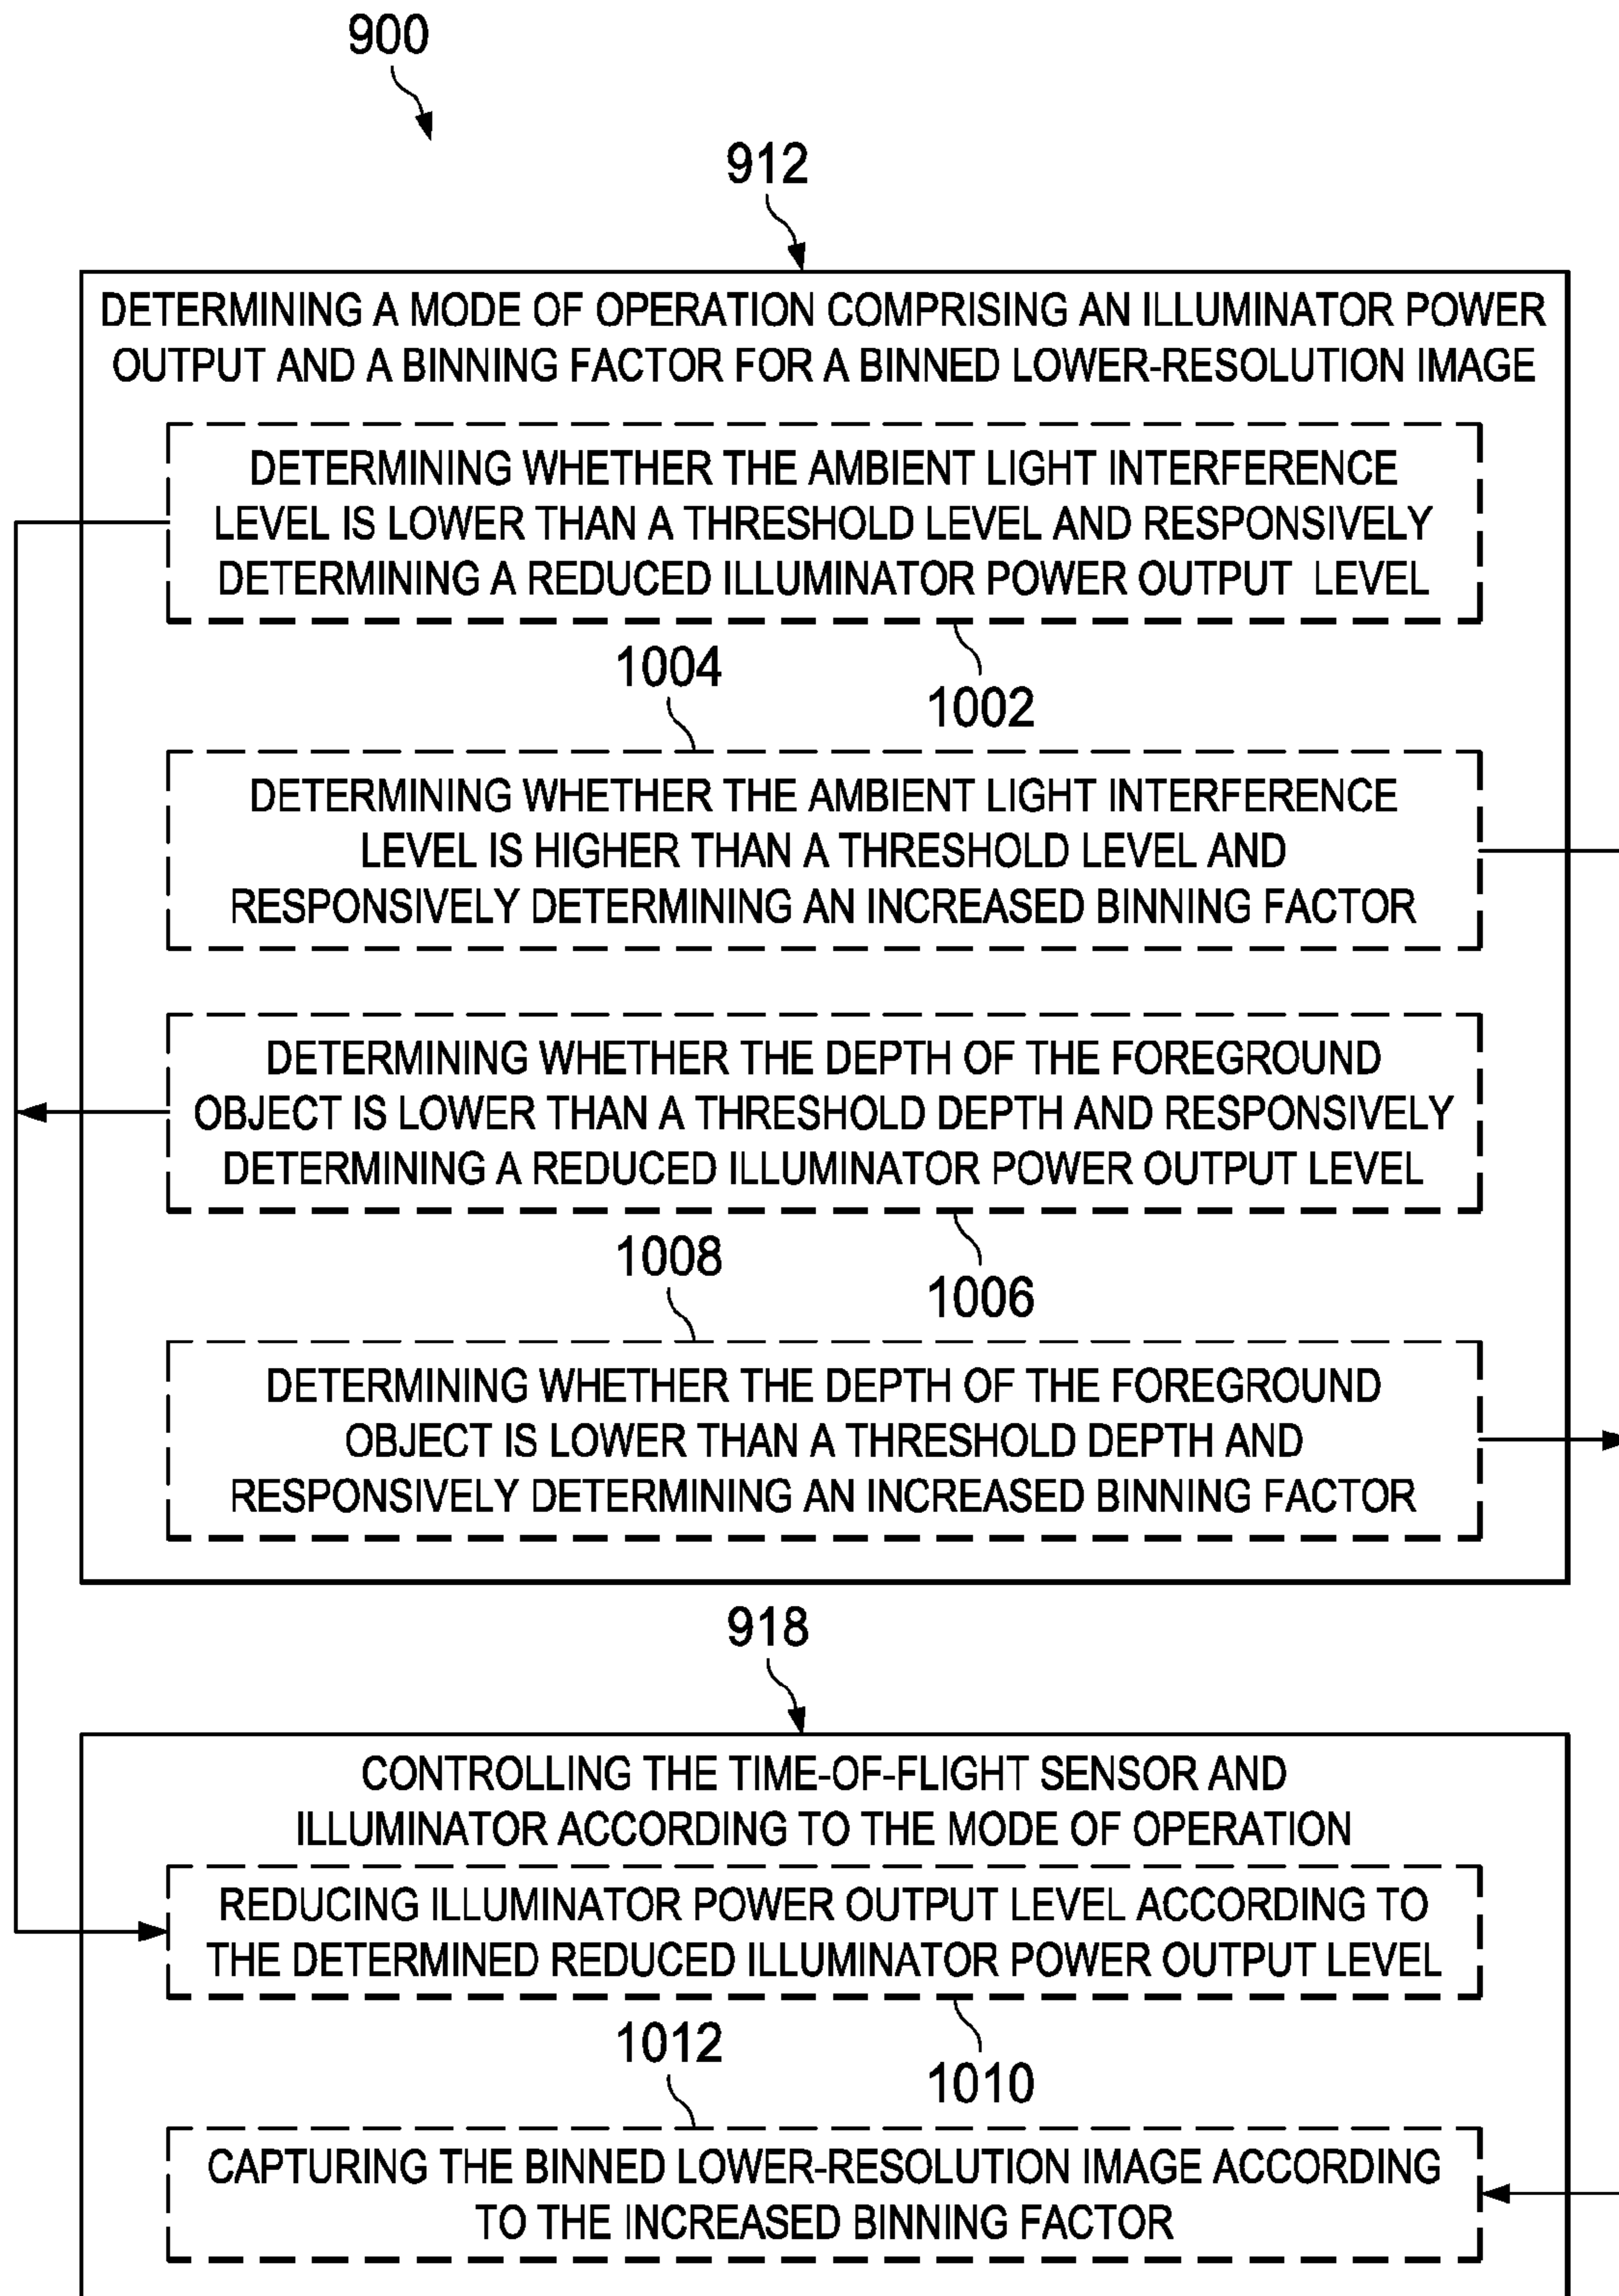 900
912
DETERMINING A MODE OF OPERATION COMPRISING AN ILLUMINATOR POWER
OUTPUT AND A BINNING FACTOR FOR A BINNED LOWER-RESOLUTION IMAGE
DETERMINING WHETHER THE AMBIENT LIGHT INTERFERENCE
LEVEL IS LOWER THAN A THRESHOLD LEVEL AND RESPONSIVELY
DETERMINING A REDUCED ILLUMINATOR POWER OUTPUT LEVEL
1004
1002
DETERMINING WHETHER THE AMBIENT LIGHT INTERFERENCE
LEVEL IS HIGHER THAN A THRESHOLD LEVEL AND
RESPONSIVELY DETERMINING AN INCREASED BINNING FACTOR
DETERMINING WHETHER THE DEPTH OF THE FOREGROUND
OBJECT IS LOWER THAN A THRESHOLD DEPTH AND RESPONSIVELY
DETERMINING A REDUCED ILLUMINATOR POWER OUTPUT LEVEL
1008
1006
DETERMINING WHETHER THE DEPTH OF THE FOREGROUND
OBJECT IS LOWER THAN A THRESHOLD DEPTH AND
RESPONSIVELY DETERMINING AN INCREASED BINNING FACTOR
918
CONTROLLING THE TIME-OF-FLIGHT SENSOR AND
ILLUMINATOR ACCORDING TO THE MODE OF OPERATION
REDUCING ILLUMINATOR POWER OUTPUT LEVEL ACCORDING TO
THE DETERMINED REDUCED ILLUMINATOR POWER OUTPUT LEVEL
1012
1010
CAPTURING THE BINNED LOWER-RESOLUTION IMAGE ACCORDING
TO THE INCREASED BINNING FACTOR